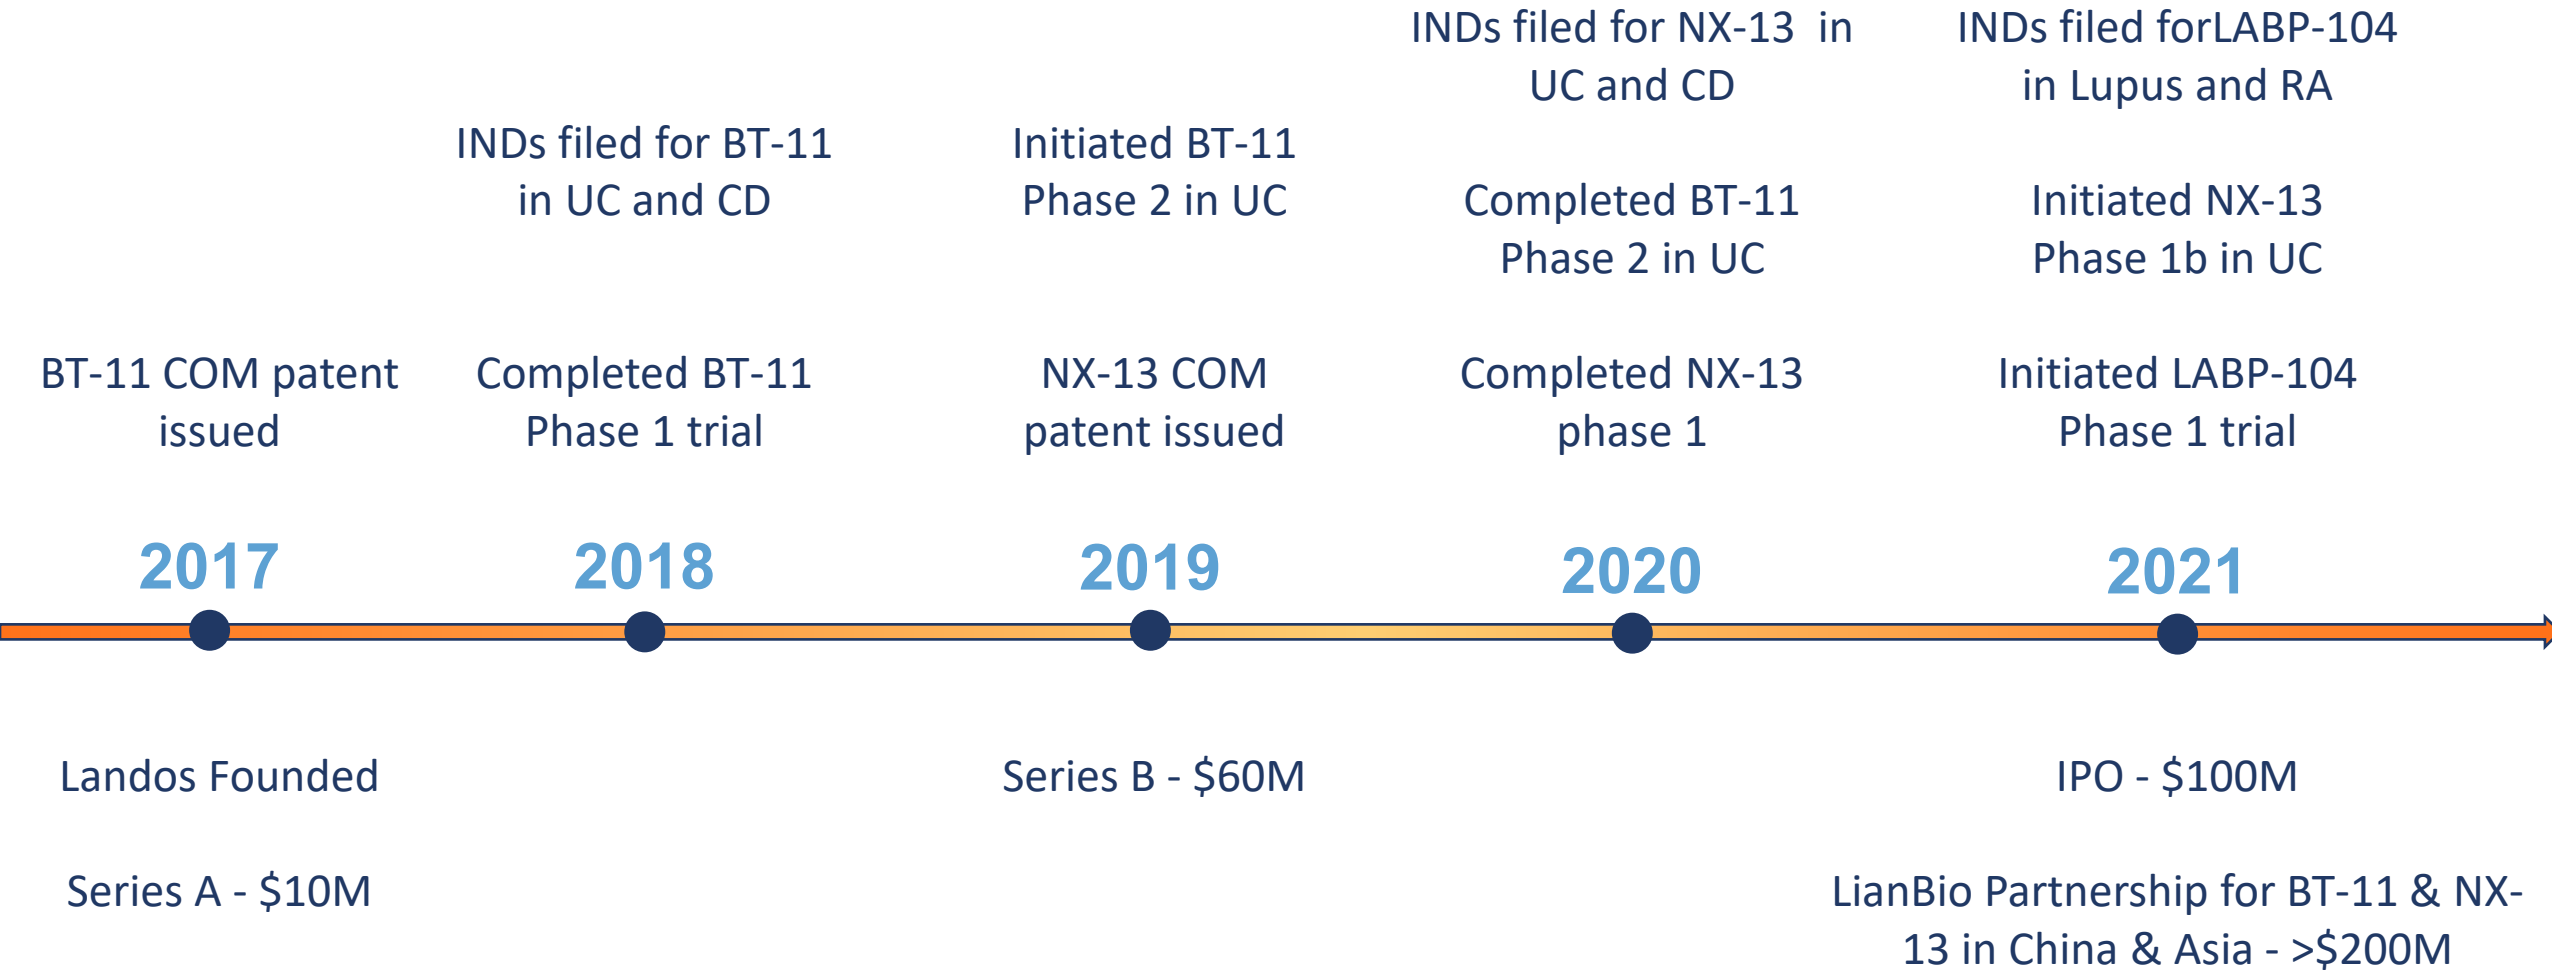 INDs filed for NX-13  in
UC and CD
INDs filed forLABP-104
in Lupus and RA
INDs filed for BT-11
in UC and CD
Initiated BT-11
Phase 2 in UC
Completed BT-11
Phase 2 in UC
Initiated NX-13
Phase 1b in UC
BT-11 COM patent
issued
Completed BT-11
Phase 1 trial
NX-13 COM
patent issued
Completed NX-13
phase 1
Initiated LABP-104
Phase 1 trial
2017
2018
2019
2020
2021
Landos Founded
Series B - $60M
IPO - $100M
Series A - $10M
LianBio Partnership for BT-11 & NX-
13 in China & Asia - >$200M